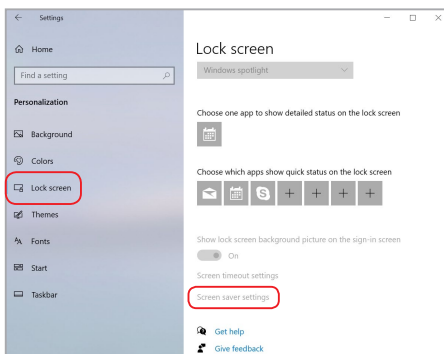 Settings
Home
Find a setting
Personalization
Background
Colors
Lock screen
Themes
Fonts
Start
Taskbar
Lock screen
Windows spotlight
Choose one app to show detailed status on the lock screen
Choose which apps show quick status on the lock screen
Show lock screen background picture on the sign-in screen
On
Screen timeout settings
Screen saver settings
Get help
Give feedback